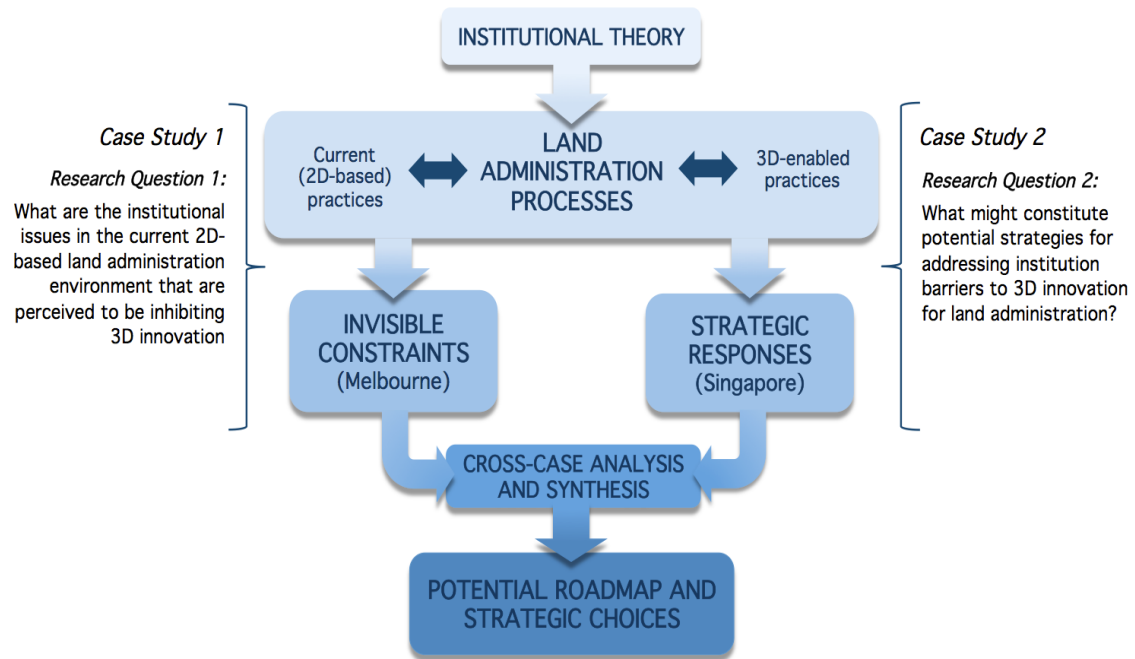 INSTITUTIONAL THEORY
Case Study 1
Research Question 1:
What are the institutional
issues in the current 2D-
based land administration
environment that are
perceived to be inhibiting
3D innovation
Current
(2D-based)
practices
LAND
ADMINISTRATION
PROCESSES
3D-enabled
practices
Case Study 2
Research Question 2:
What might constitute
potential strategies for
addressing institution
barriers to 3D innovation
for land administration?
INVISIBLE
CONSTRAINTS
(Melbourne)
STRATEGIC
RESPONSES
(Singapore)
CROSS-CASE ANALYSIS
AND SYNTHESIS
POTENTIAL ROADMAP AND
STRATEGIC CHOICES